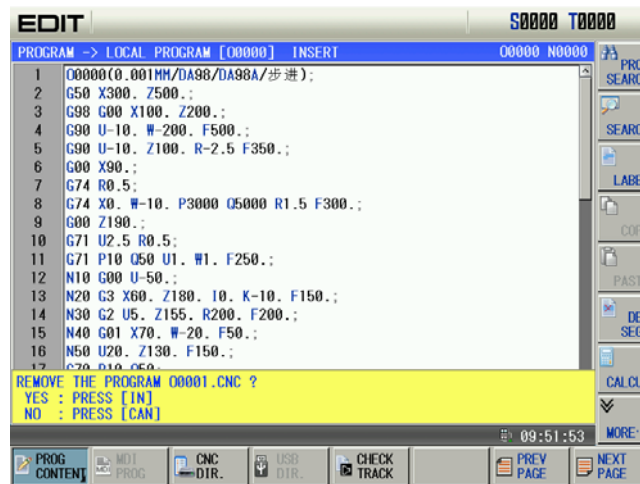 EDIT S0000 T0000
PROGRAM -> LOCAL PROGRAM [O0000] INSERT O0000 N0000
1 O0000(0.001MM/DA98/DA98A/步进);
2 G50 X300. Z500.;
3 G98 G00 X100. Z200.;
4 G90 U-10. W-200. F500.;
5 G90 U-10. Z100. R-2.5 F350.;
6 G00 X90.;
7 G74 R0.5;
8 G74 X0. W-10. P3000 Q5000 R1.5 F300.;
9 G00 Z190.;
10 G71 U2.5 R0.5;
11 G71 P10 Q50 U1. W1. F250.;
12 N10 G00 U-50.;
13 N20 G3 X60. Z180. I0. K-10. F150.;
14 N30 G2 U5. Z155. R200. F200.;
15 N40 G01 X70. W-20. F50.;
16 N50 U20. Z130. F150.;
REMOVE THE PROGRAM O0001.CNC ?
YES : PRESS [IN]
NO : PRESS [CAN]
09:51:53
PRO
SEARC
SEARC
LABE
COP
PAST
DE
SEG
CALCU
MORE
PROG
CONTENT
MDI
PROG
CNC
DIR.
USB
DIR.
CHECK
TRACK
PREV
PAGE
NEXT
PAGE